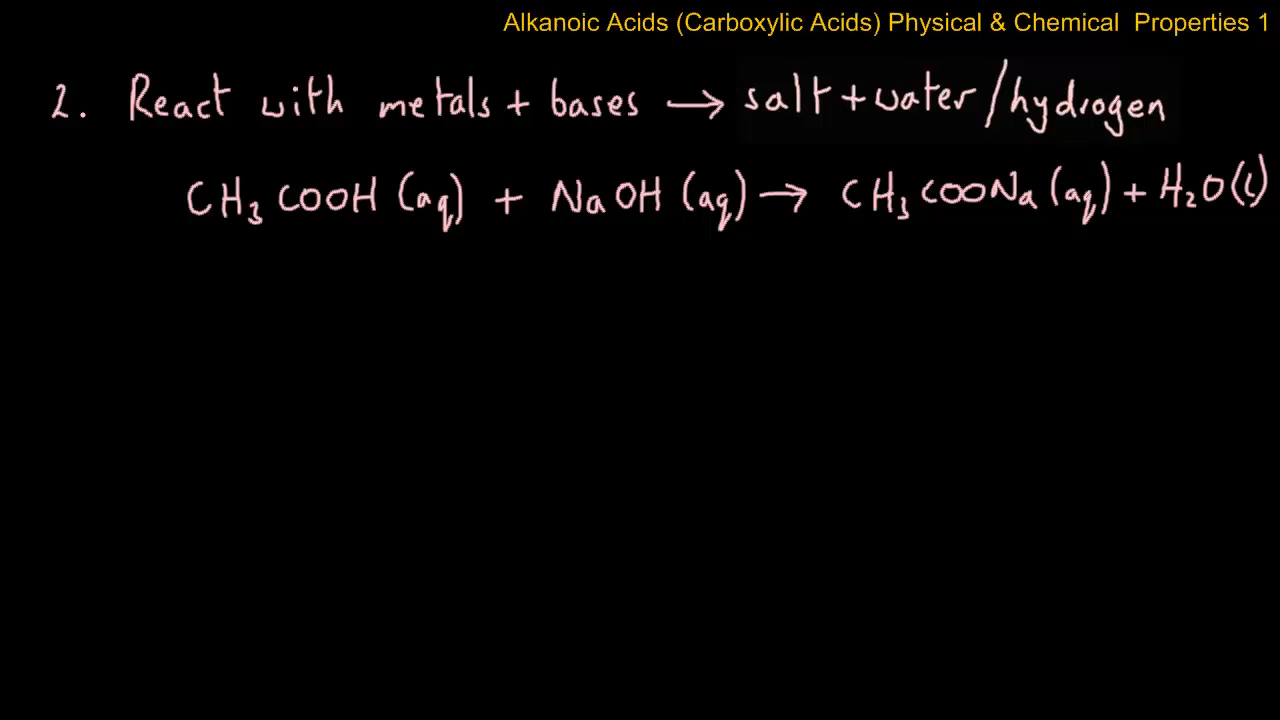 Alkanoic Acids (Carboxylic Acids) Physical & Chemical Properties 1
2. React with metals + bases → salt + water/hydrogen
CH₃COOH (aq) + NaOH (aq) → CH₃COONa (aq) + H₂O(l)